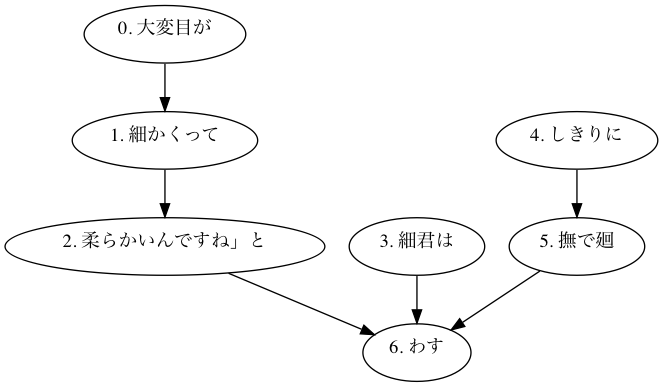 0. 大変目が
1. 細かくって
4. しきりに
2. 柔らかいんですね」と
3. 細君は
5. 撫で廻
6. わす